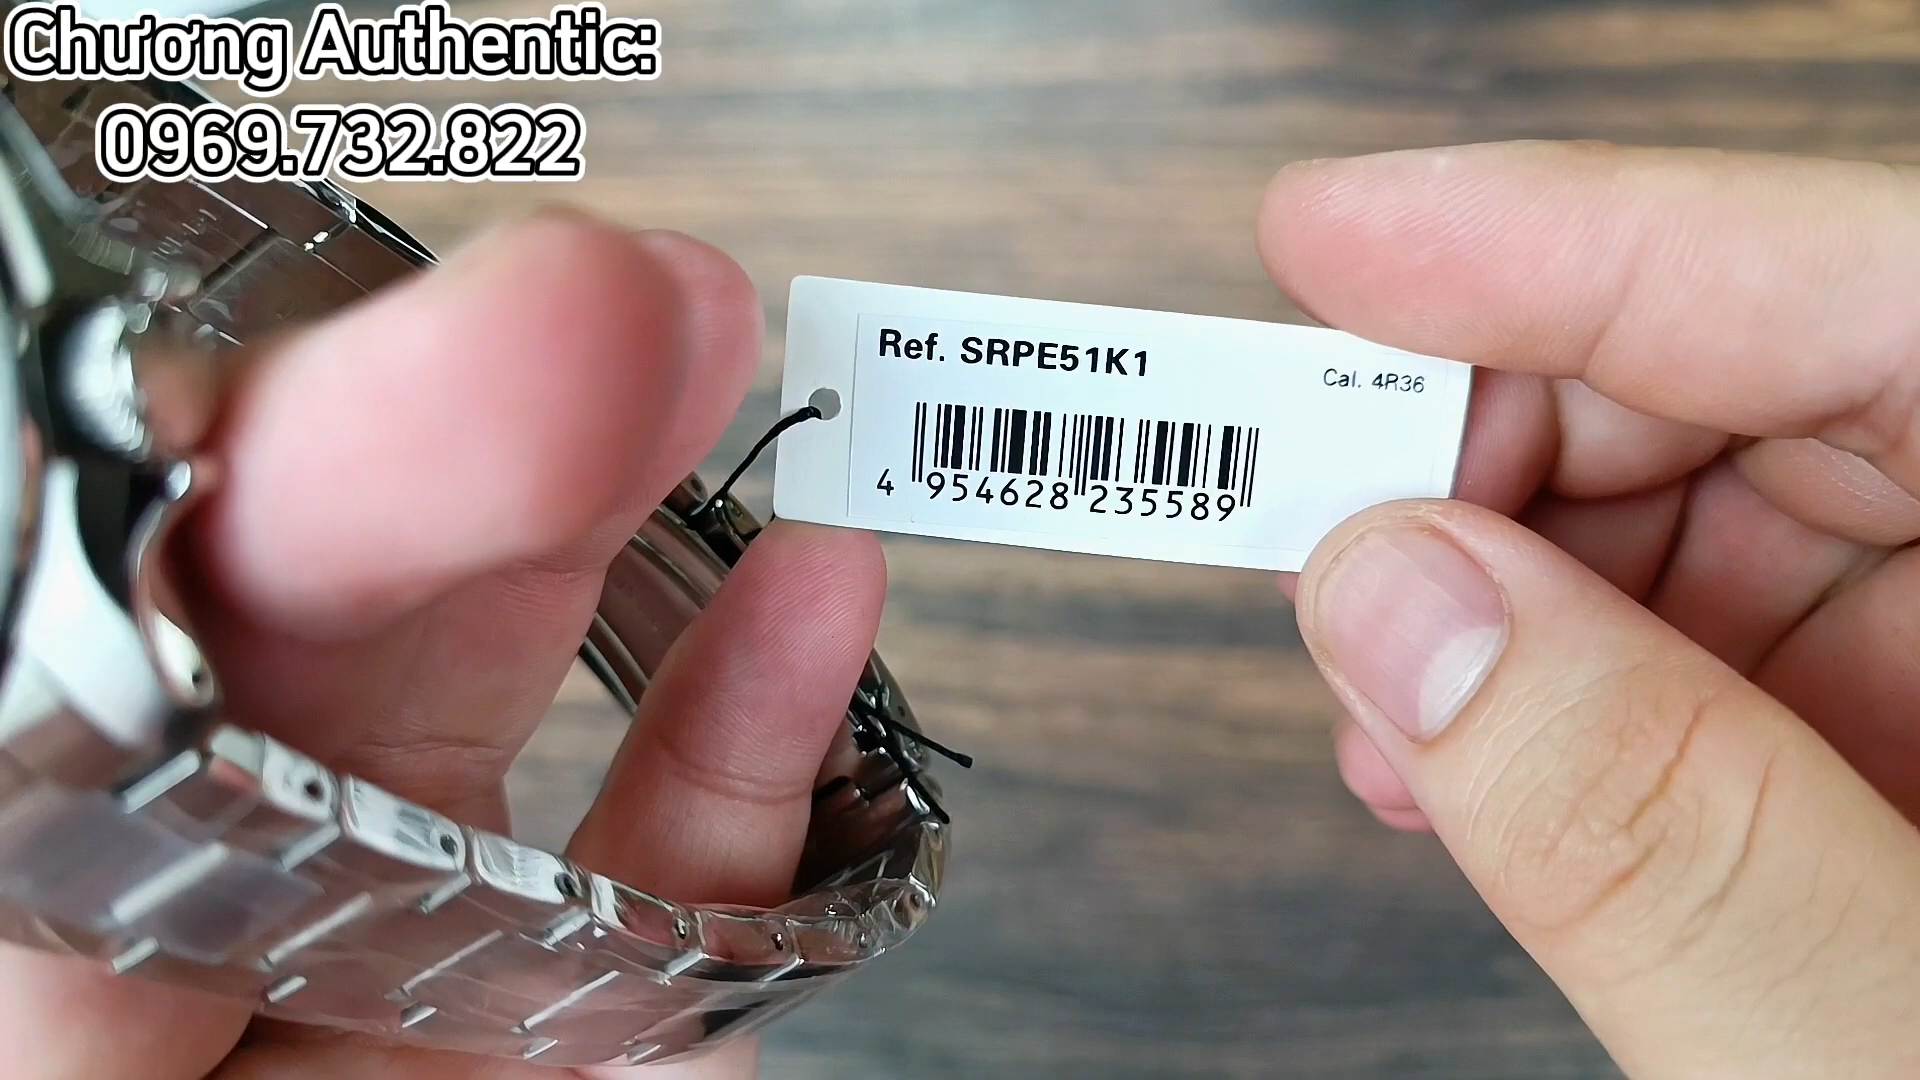 Chương Authentic:
0969.732.822
Ref. SRPE51K1
Cal. 4R36
4 954628 235589